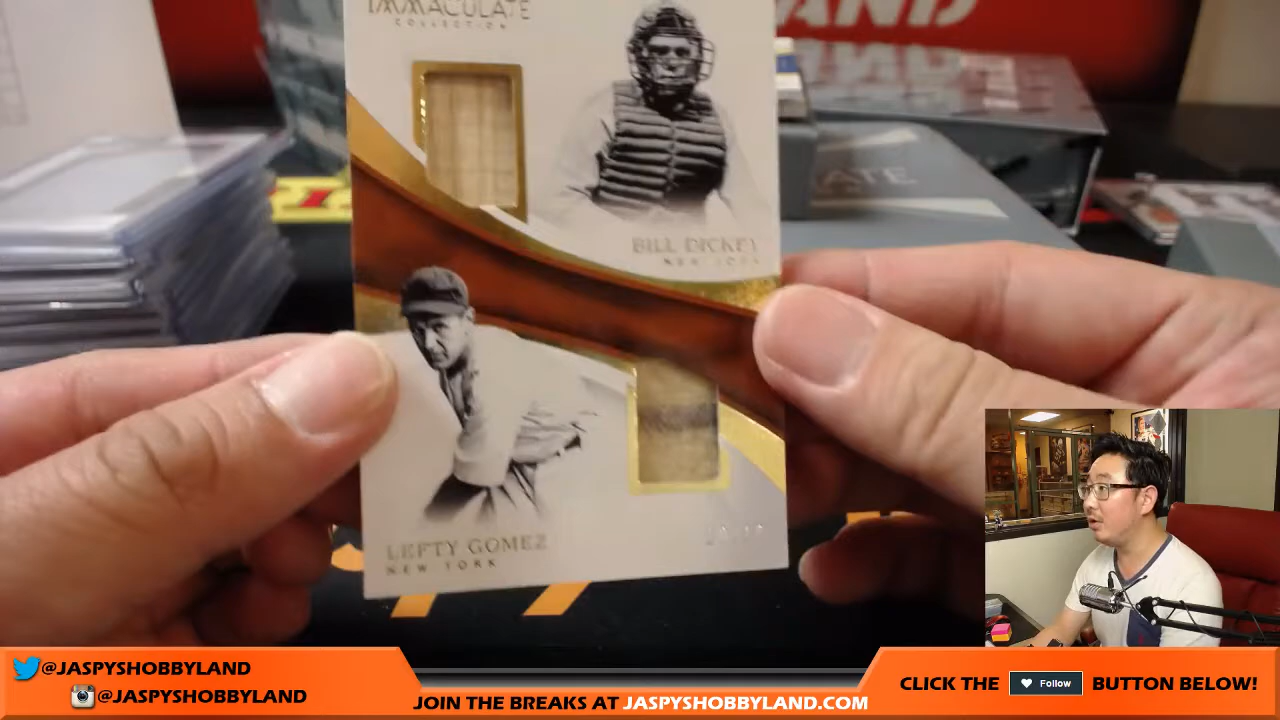 IMMACULATE
COLLECTION
LAND
BILL DICKEY
NEW YORK
LEFTY GOMEZ
NEW YORK
@JASPYSHOBBYLAND
@JASPYSHOBBYLAND
JOIN THE BREAKS AT JASPYSHOBBYLAND.COM
CLICK THE Follow BUTTON BELOW!